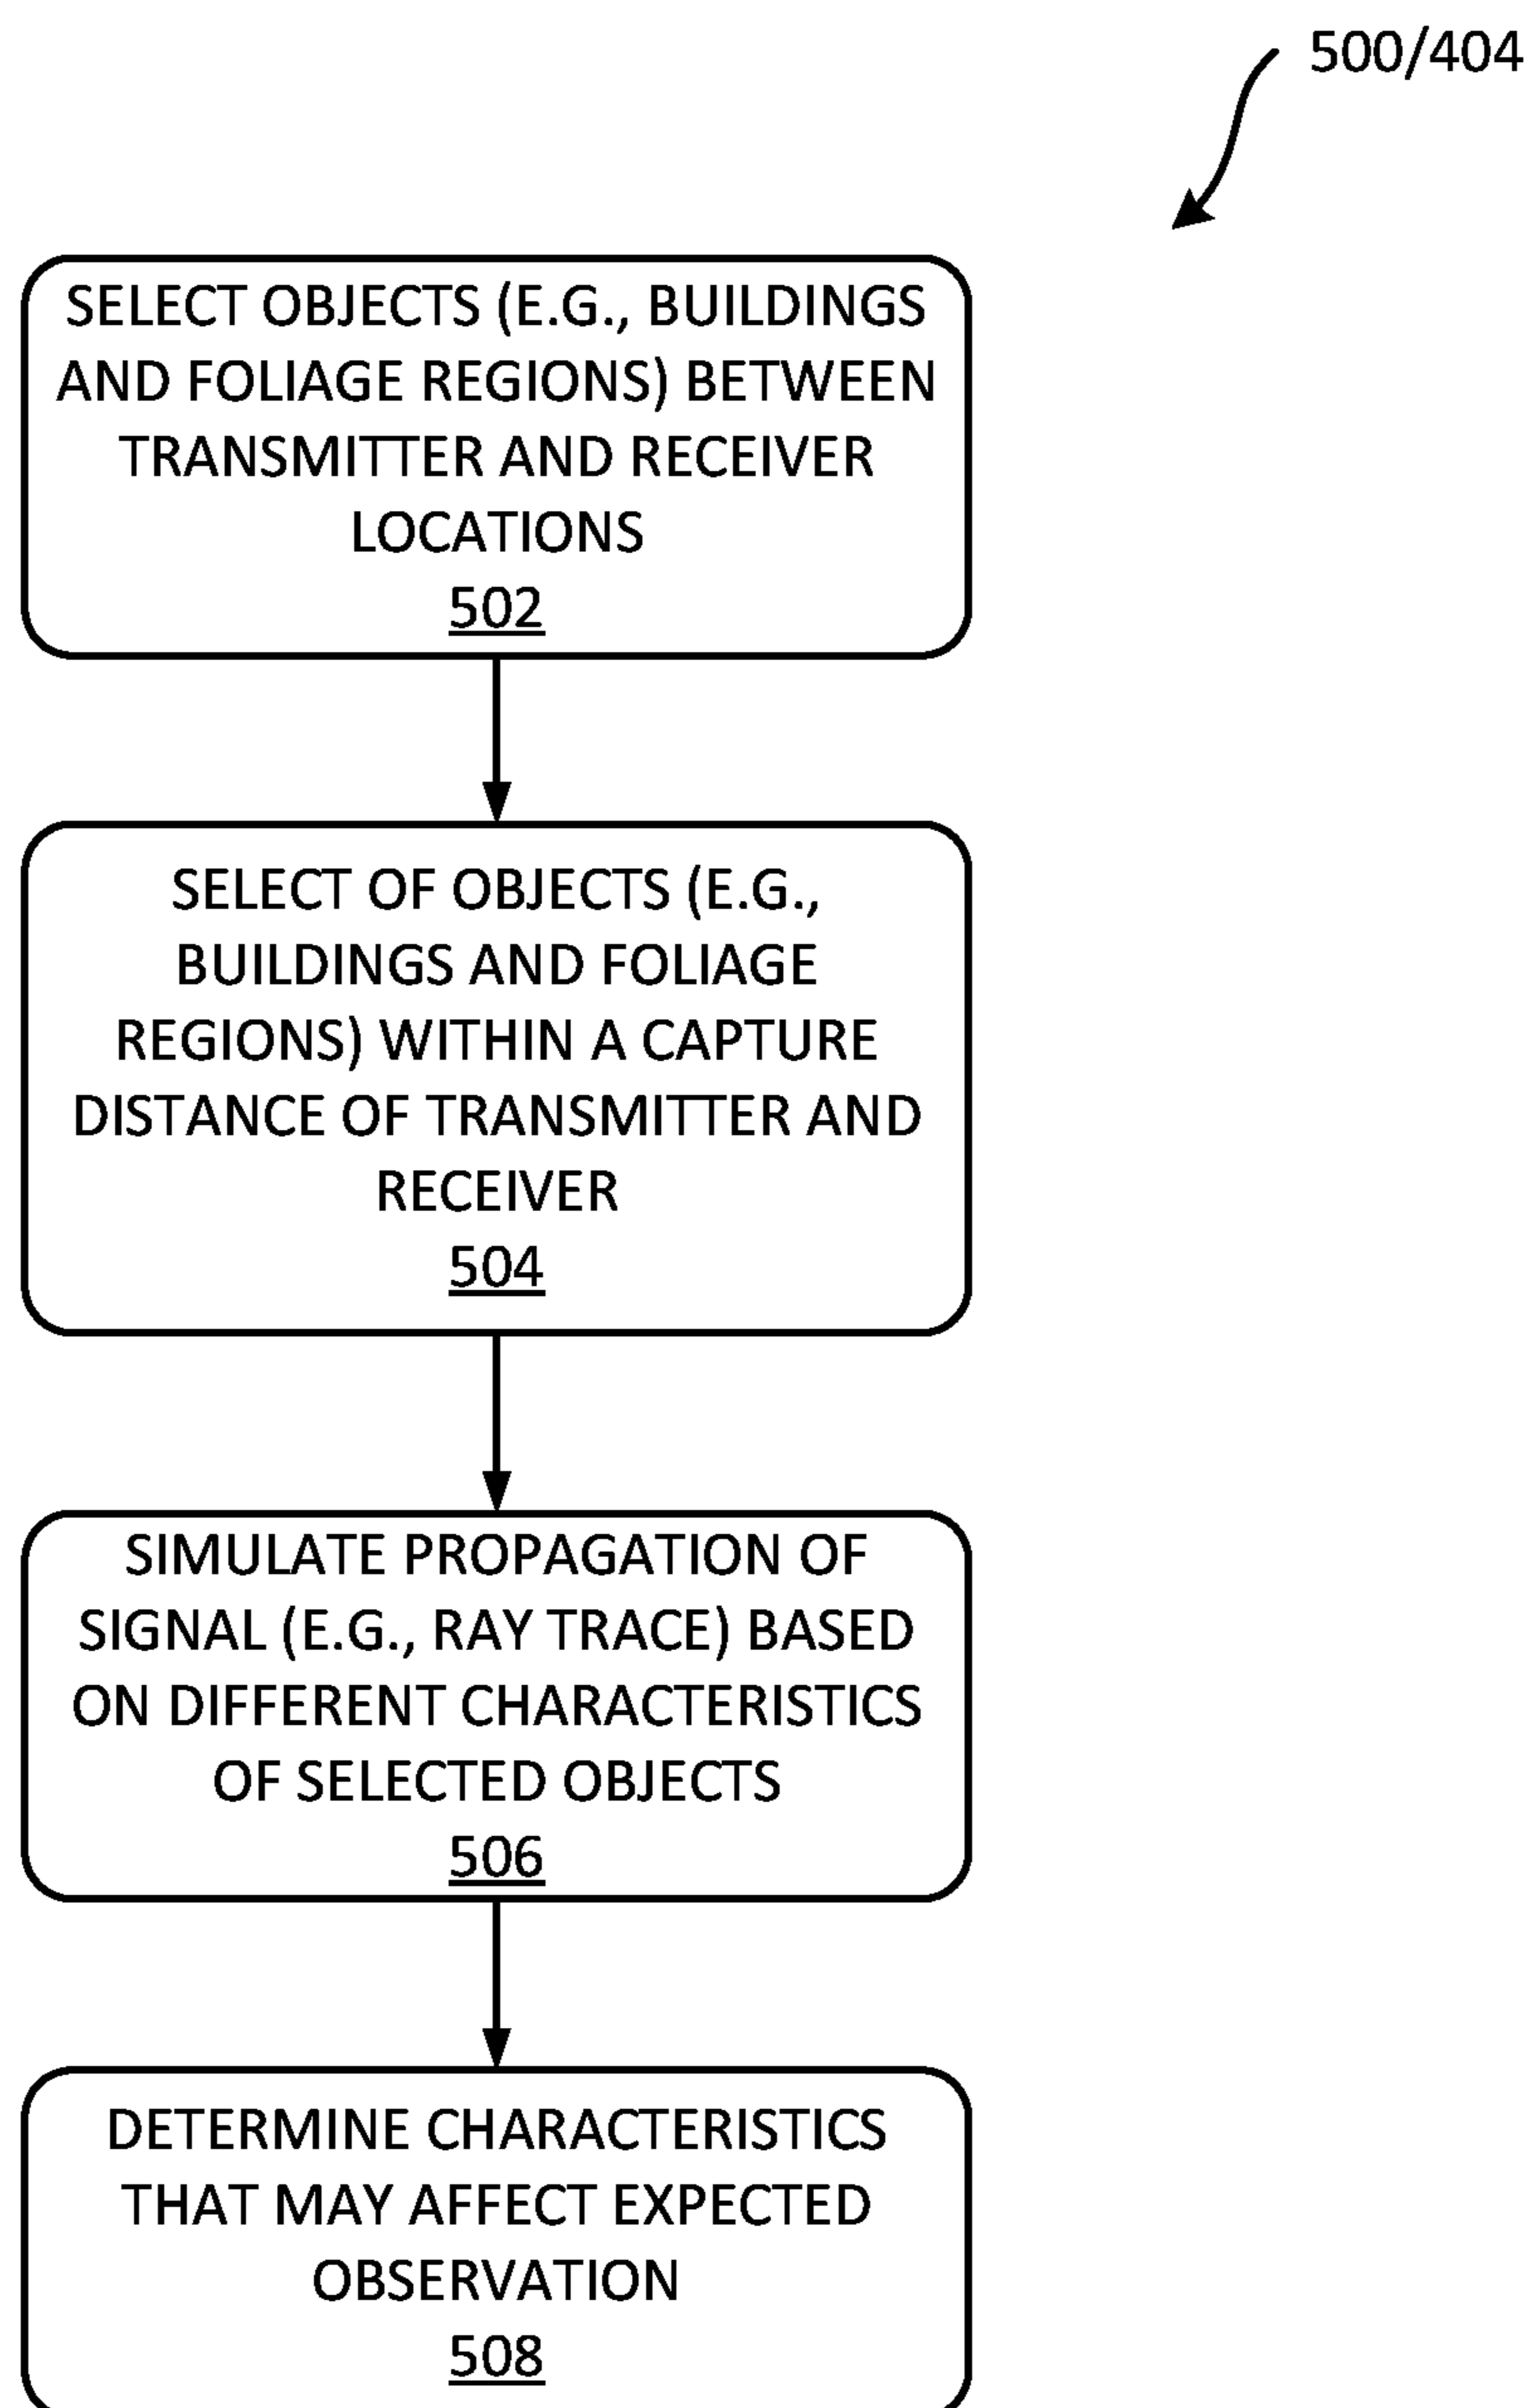 500/404
SELECT OBJECTS (E.G., BUILDINGS
AND FOLIAGE REGIONS) BETWEEN
TRANSMITTER AND RECEIVER
LOCATIONS
502
SELECT OF OBJECTS (E.G.,
BUILDINGS AND FOLIAGE
REGIONS) WITHIN A CAPTURE
DISTANCE OF TRANSMITTER AND
RECEIVER
504
SIMULATE PROPAGATION OF
SIGNAL (E.G., RAY TRACE) BASED
ON DIFFERENT CHARACTERISTICS
OF SELECTED OBJECTS
506
DETERMINE CHARACTERISTICS
THAT MAY AFFECT EXPECTED
OBSERVATION
508